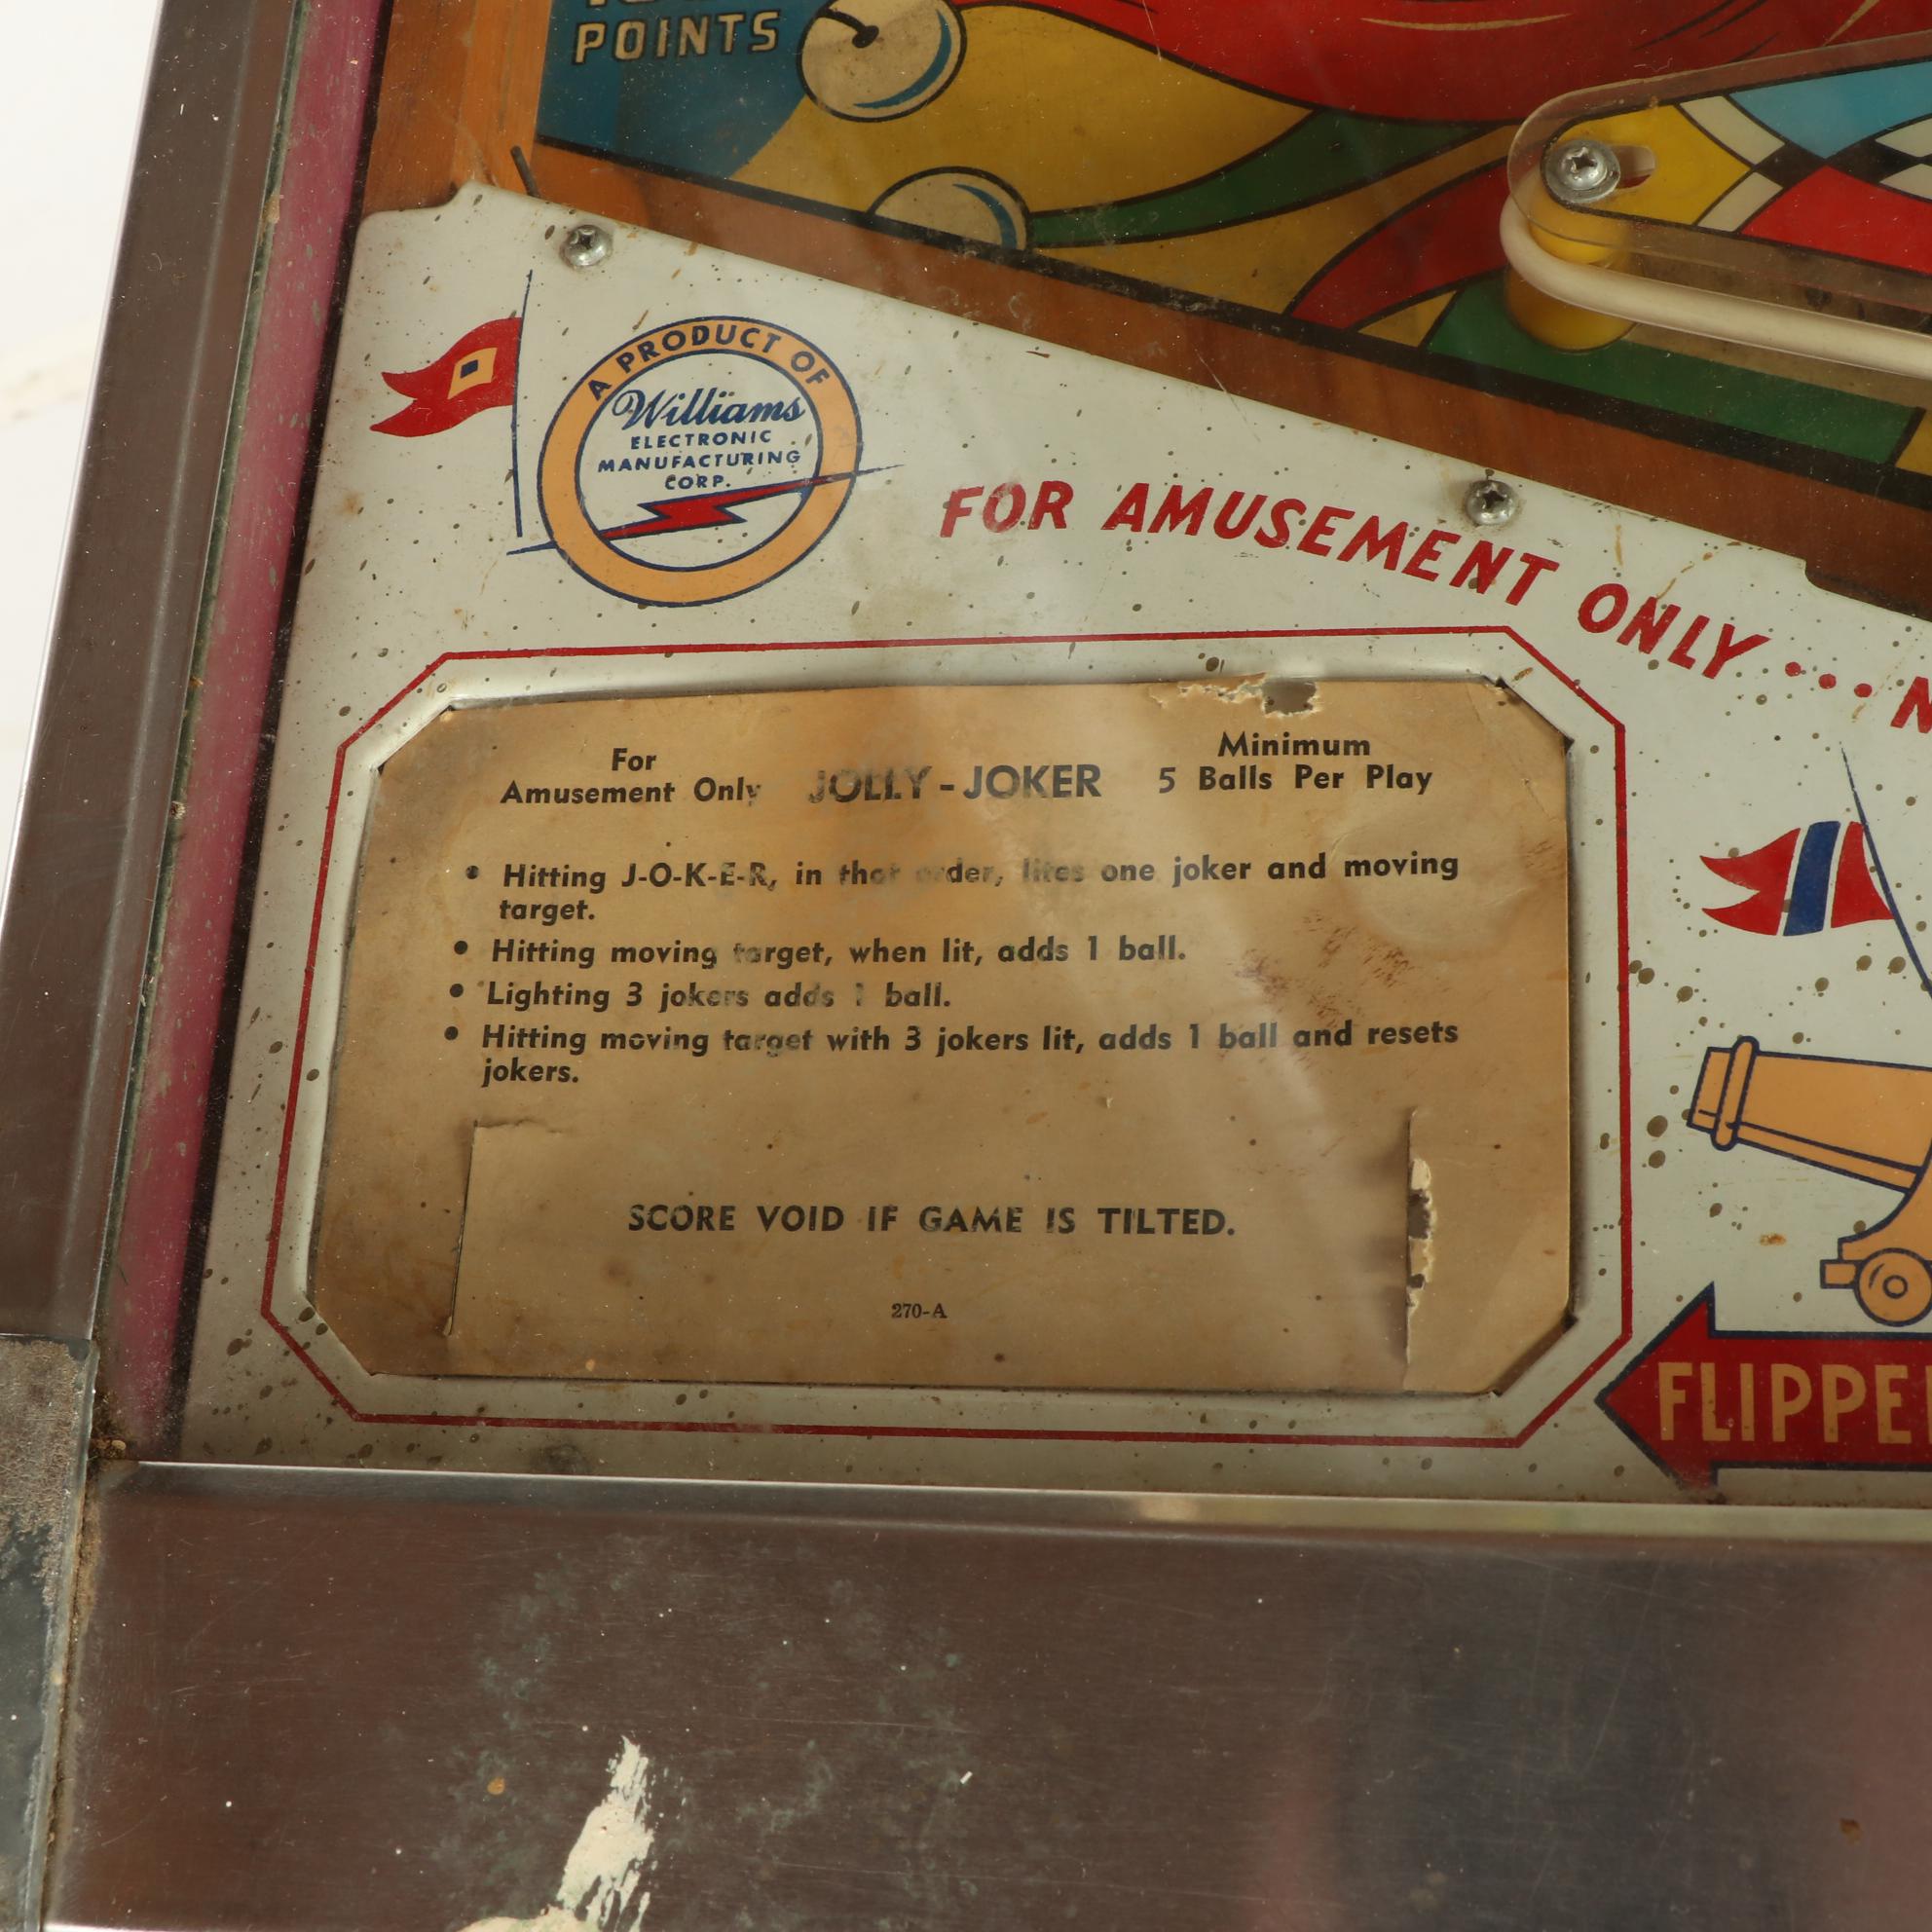 POINTS
A PRODUCT OF
Williams
ELECTRONIC
MANUFACTURING
CORP.
FOR AMUSEMENT ONLY ....
For
Amusement Only
JOLLY-JOKER
Minimum
5 Balls Per Play
• Hitting J-O-K-E-R, in that order, lites one joker and moving
target.
• Hitting moving target, when lit, adds 1 ball.
• Lighting 3 jokers adds 1 ball.
• Hitting moving target with 3 jokers lit, adds 1 ball and resets
jokers.
SCORE VOID IF GAME IS TILTED.
270-A